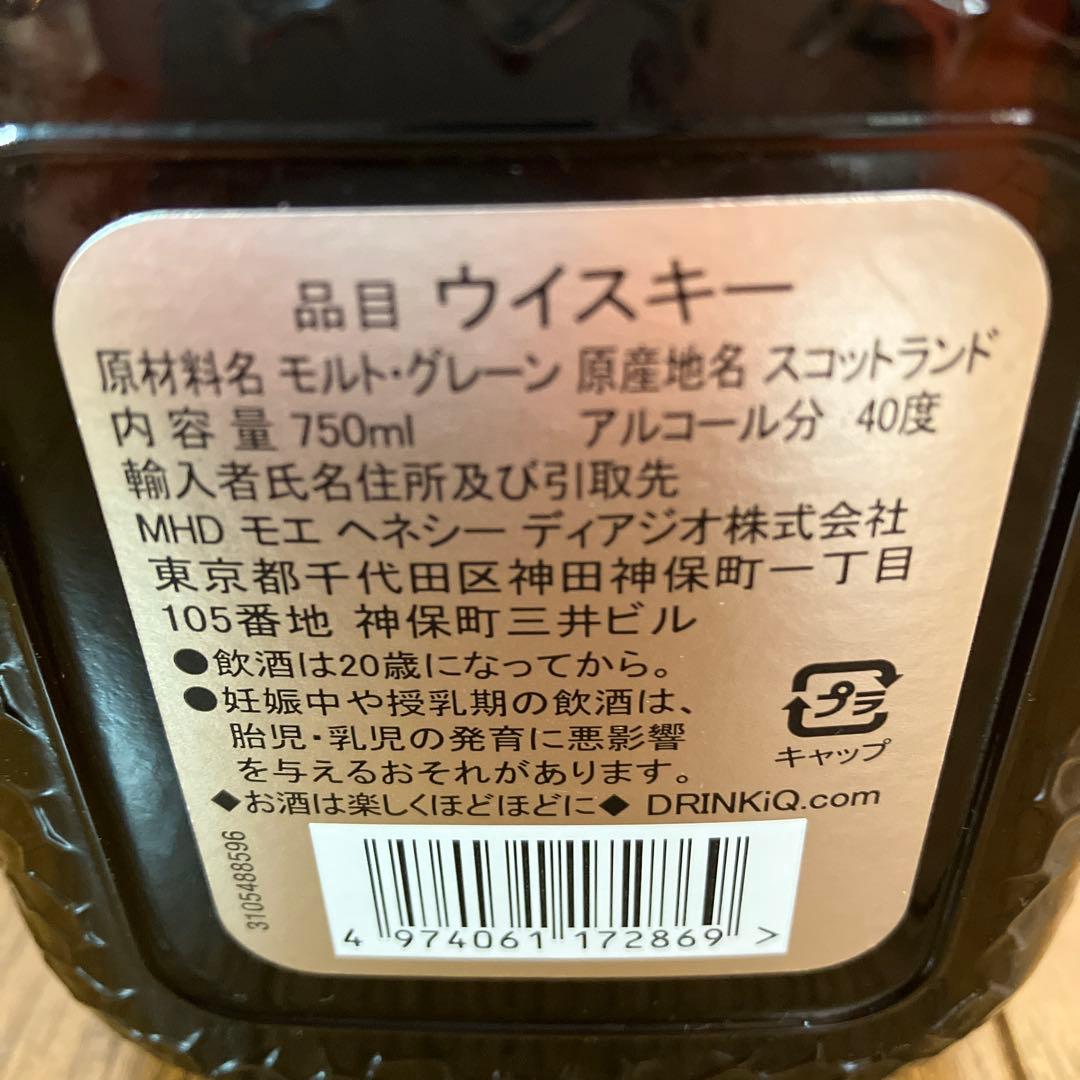 品目 ウイスキー
原材料名 モルト・グレーン 原産地名 スコットランド
内容量 750ml アルコール分 40度
輸入者氏名住所及び引取先
MHD モエ ヘネシー ディアジオ株式会社
東京都千代田区神田神保町一丁目
105番地 神保町三井ビル
●飲酒は20歳になってから。
●妊娠中や授乳期の飲酒は、
胎児・乳児の発育に悪影響
を与えるおそれがあります。
プラ
キャップ
◆お酒は楽しくほどほどに◆ DRINKiQ.com
3105488596
4 974061 172869 >